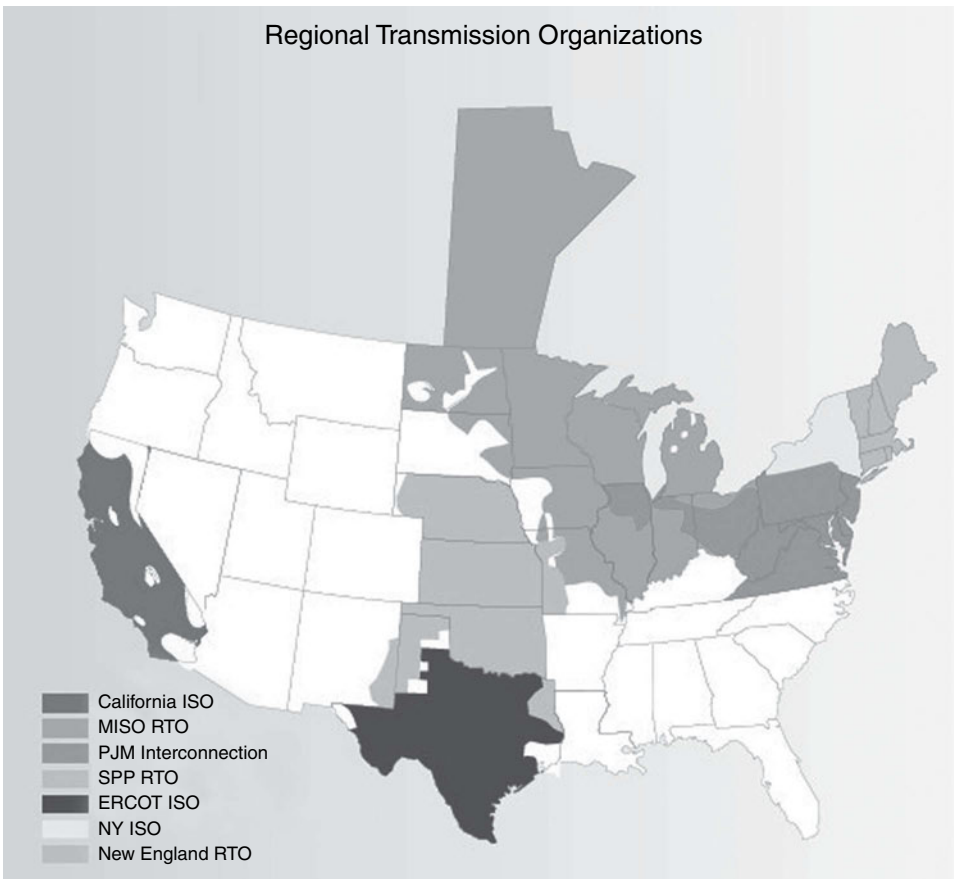 Regional Transmission Organizations
California ISO
MISO RTO
PJM Interconnection
SPP RTO
ERCOT ISO
NY ISO
New England RTO